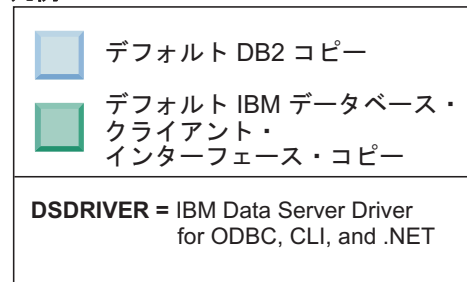 デフォルト DB2 コピー
デフォルト IBM データベース・
クライアント・
インターフェース・コピー
DSDRIVER = IBM Data Server Driver
for ODBC, CLI, and .NET